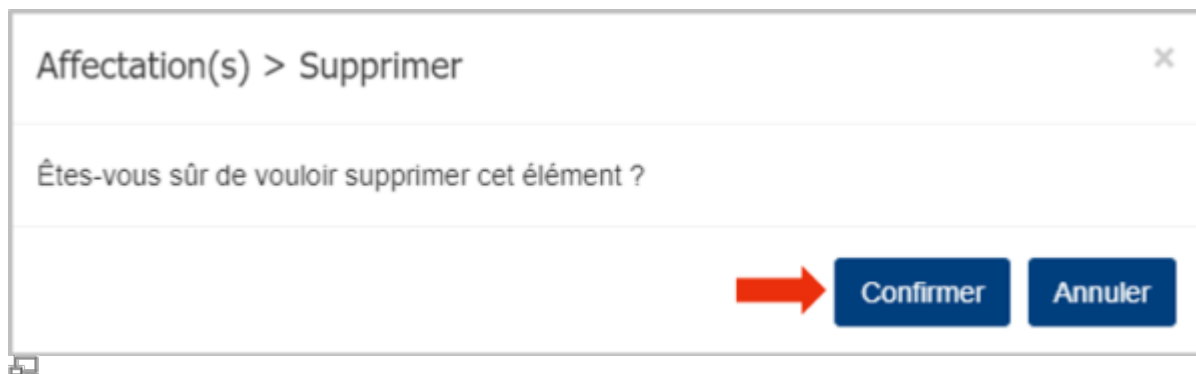 Affectation(s) > Supprimer
×
Êtes-vous sûr de vouloir supprimer cet élément ?
Confirmer
Annuler